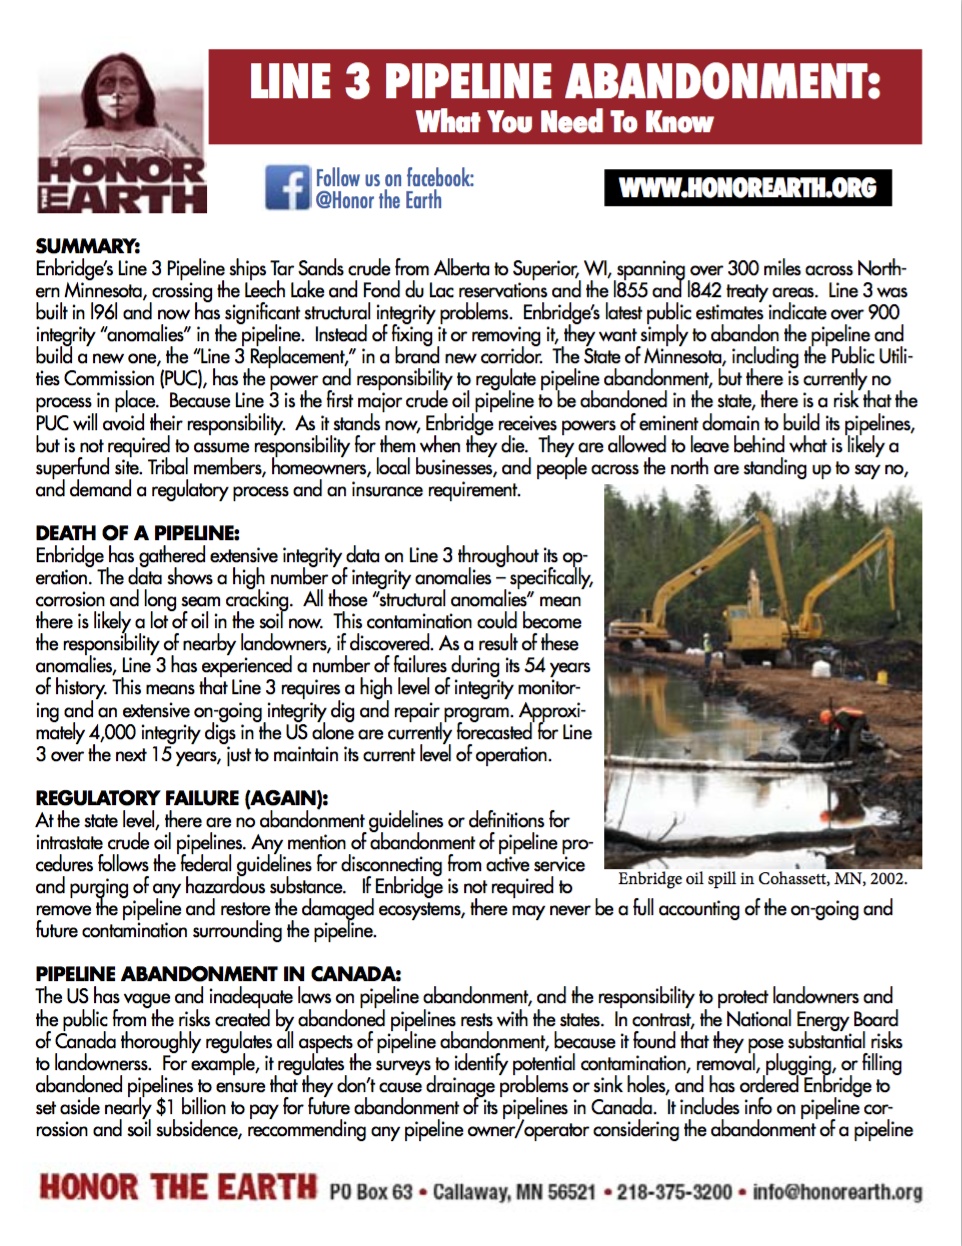 LINE 3 PIPELINE ABANDONMENT:
What You Need To Know
HONOR
THE EARTH
Follow us on facebook:
@Honor the Earth
WWW.HONOREARTH.ORG
SUMMARY:
Enbridge's Line 3 Pipeline ships Tar Sands crude from Alberta to Superior, WI, spanning over 300 miles across North-
ern Minnesota, crossing the Leech Lake and Fond du Lac reservations and the l855 and l842 treaty areas.  Line 3 was
built in l96l and now has significant structural integrity problems.  Enbridge's latest public estimates indicate over 900
integrity "anomalies" in the pipeline.  Instead of fixing it or removing it, they want simply to abandon the pipeline and
build a new one, the "Line 3 Replacement," in a brand new corridor.  The State of Minnesota, including the Public Utili-
ties Commission (PUC), has the power and responsibility to regulate pipeline abandonment, but there is currently no
process in place.  Because Line 3 is the first major crude oil pipeline to be abandoned in the state, there is a risk that the
PUC will avoid their responsibility.  As it stands now, Enbridge receives powers of eminent domain to build its pipelines,
but is not required to assume responsibility for them when they die.  They are allowed to leave behind what is likely a
superfund site. Tribal members, homeowners, local businesses, and people across the north are standing up to say no,
and demand a regulatory process and an insurance requirement.
DEATH OF A PIPELINE:
Enbridge has gathered extensive integrity data on Line 3 throughout its op-
eration. The data shows a high number of integrity anomalies – specifically,
corrosion and long seam cracking.  All those "structural anomalies" mean
there is likely a lot of oil in the soil now.  This contamination could become
the responsibility of nearby landowners, if discovered. As a result of these
anomalies, Line 3 has experienced a number of failures during its 54 years
of history. This means that Line 3 requires a high level of integrity monitor-
ing and an extensive on-going integrity dig and repair program. Approxi-
mately 4,000 integrity digs in the US alone are currently forecasted for Line
3 over the next 15 years, just to maintain its current level of operation.
REGULATORY FAILURE (AGAIN):
At the state level, there are no abandonment guidelines or definitions for
intrastate crude oil pipelines. Any mention of abandonment of pipeline pro-
cedures follows the federal guidelines for disconnecting from active service
and purging of any hazardous substance.   If Enbridge is not required to
remove the pipeline and restore the damaged ecosystems, there may never be a full accounting of the on-going and
future contamination surrounding the pipeline.
Enbridge oil spill in Cohassett, MN, 2002.
PIPELINE ABANDONMENT IN CANADA:
The US has vague and inadequate laws on pipeline abandonment, and the responsibility to protect landowners and
the public from the risks created by abandoned pipelines rests with the states.  In contrast, the National Energy Board
of Canada thoroughly regulates all aspects of pipeline abandonment, because it found that they pose substantial risks
to landownerss.  For example, it regulates the surveys to identify potential contamination, removal, plugging, or filling
abandoned pipelines to ensure that they don't cause drainage problems or sink holes, and has ordered Enbridge to
set aside nearly $1 billion to pay for future abandonment of its pipelines in Canada.  It includes info on pipeline cor-
rossion and soil subsidence, reccommending any pipeline owner/operator considering the abandonment of a pipeline
HONOR THE EARTH PO Box 63 • Callaway, MN 56521 • 218-375-3200 • info@honorearth.org